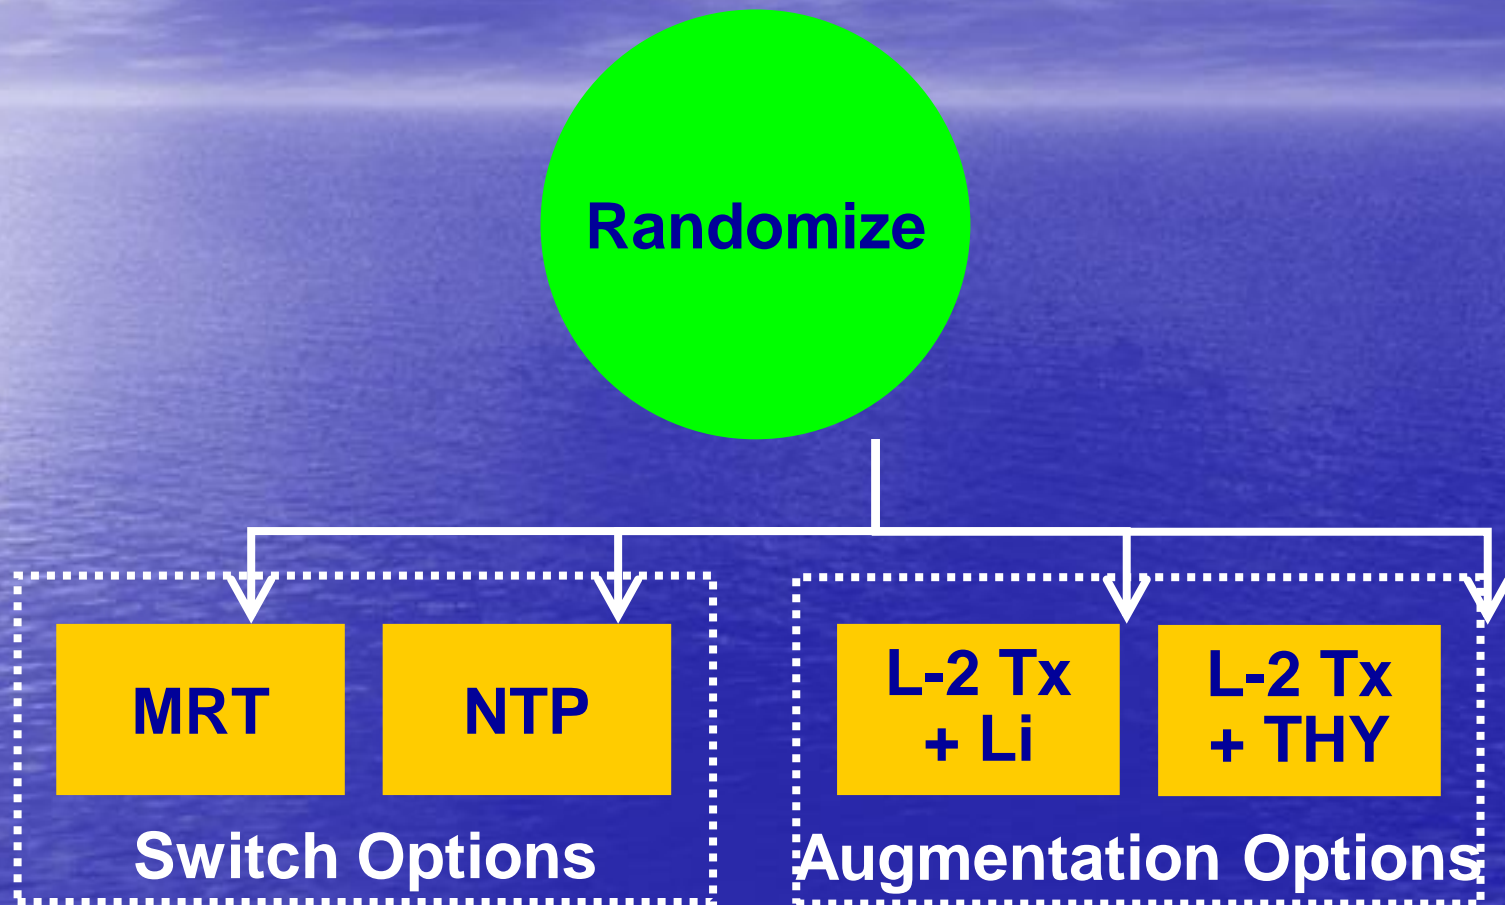 Randomize
MRT
NTP
L-2 Tx
+ Li
L-2 Tx
+ THY
Switch Options
Augmentation Options